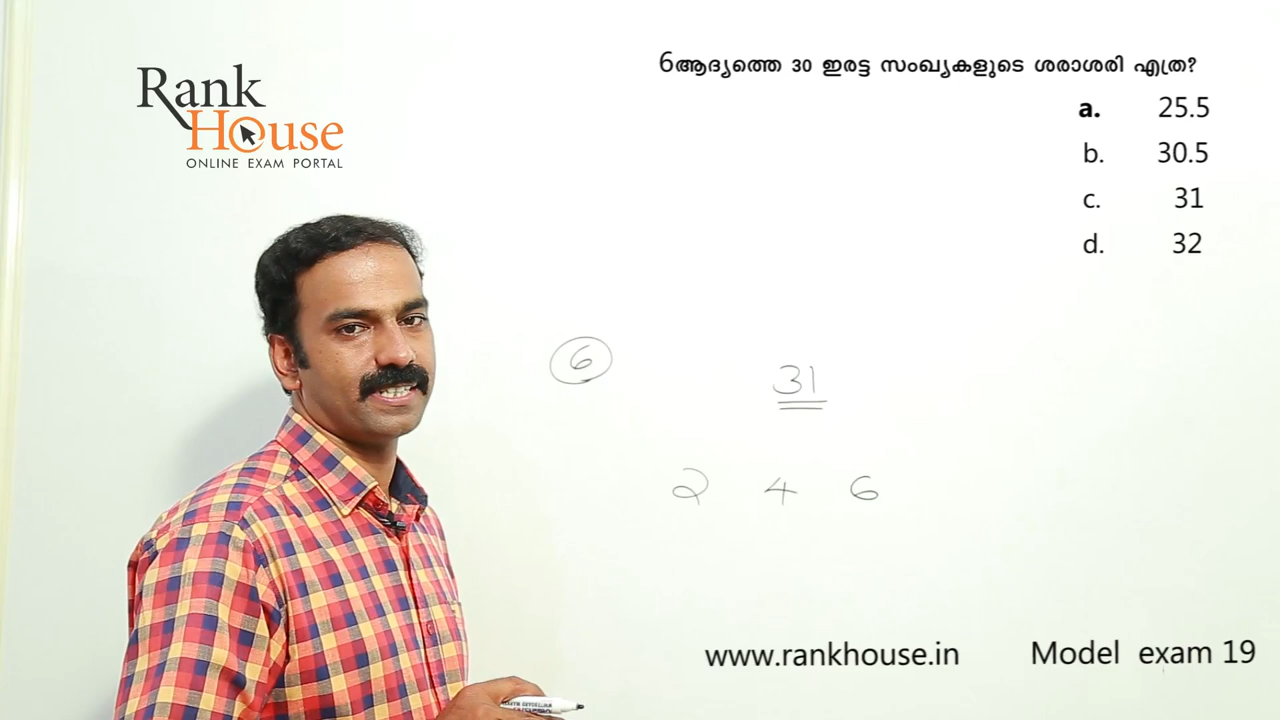 Rank
House
ONLINE EXAM PORTAL
6ആദ്യത്തെ 30 ഇരട്ട സംഖ്യകളുടെ ശരാശരി എത്ര?
a. 25.5
b. 30.5
c. 31
d. 32
6
31
2 4 6
www.rankhouse.in Model exam 19